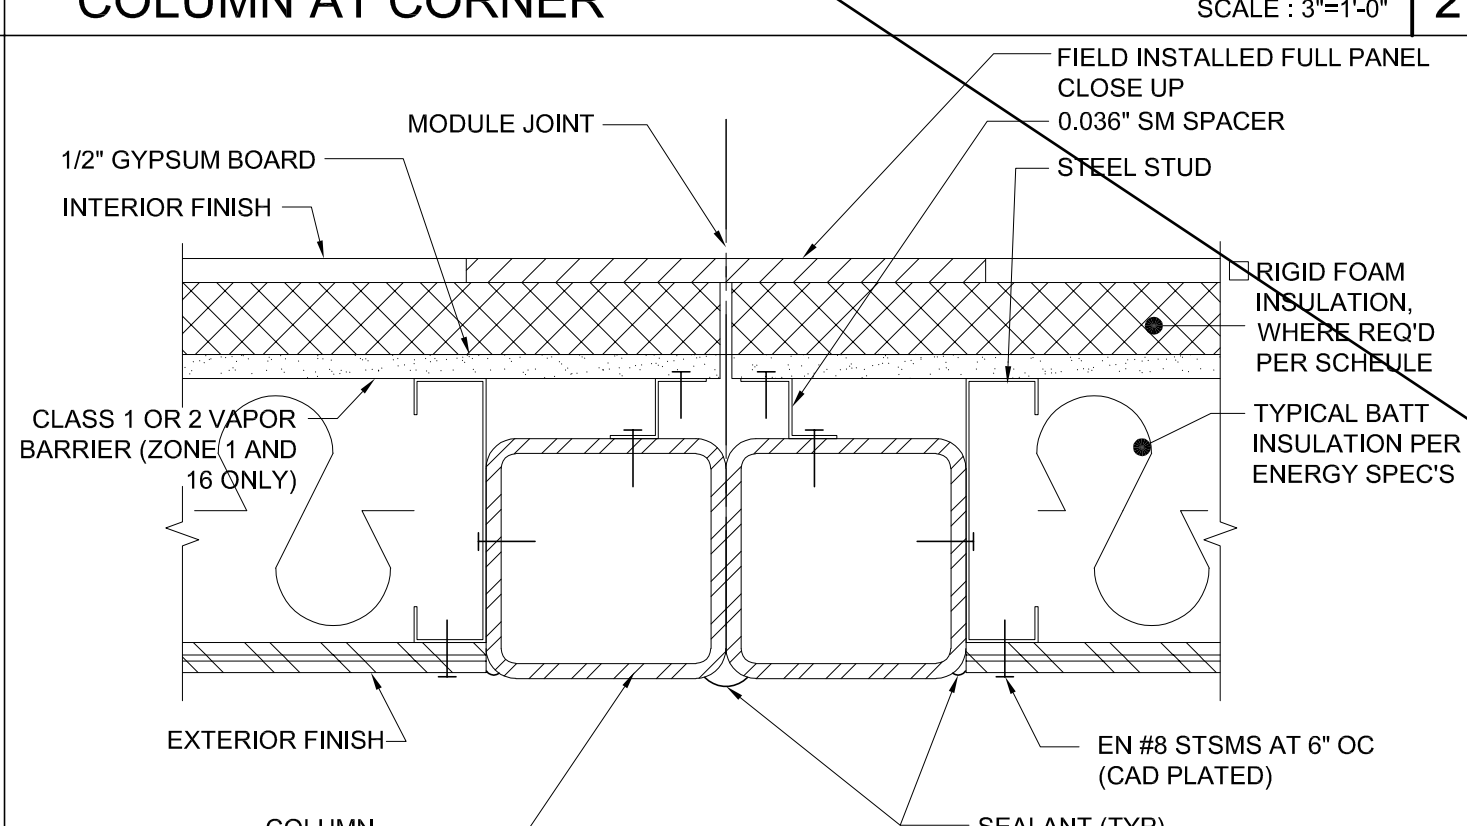 COLUMN AT CORNER
SCALE : 3"=1'-0"
2
FIELD INSTALLED FULL PANEL
CLOSE UP
MODULE JOINT
0.036" SM SPACER
1/2" GYPSUM BOARD
STEEL STUD
INTERIOR FINISH
RIGID FOAM
INSULATION,
WHERE REQ'D
PER SCHEULE
CLASS 1 OR 2 VAPOR
BARRIER (ZONE 1 AND
16 ONLY)
TYPICAL BATT
INSULATION PER
ENERGY SPEC'S
EXTERIOR FINISH
EN #8 STSMS AT 6" OC
(CAD PLATED)
COLUMN
SEALANT (TYP)